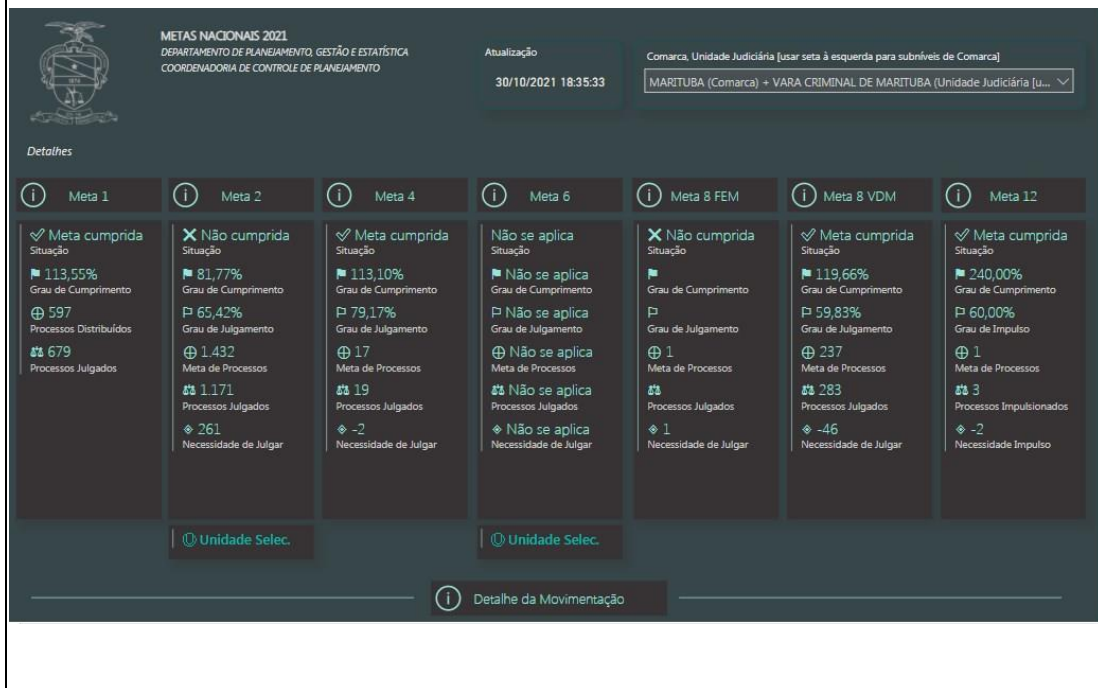 METAS NACIONAIS 2021
DEPARTAMENTO DE PLANEJAMENTO, GESTÃO E ESTATÍSTICA
COORDENADORIA DE CONTROLE DE PLANEJAMENTO
Atualização
30/10/2021 18:35:33
Comarca, Unidade Judiciária [usar seta à esquerda para subníveis de Comarca]
MARITUBA (Comarca) + VARA CRIMINAL DE MARITUBA (Unidade Judiciária [u...
Detalhes
Meta 1
Meta cumprida
Situação
113,55%
Grau de Cumprimento
597
Processos Distribuídos
679
Processos Julgados
Meta 2
Não cumprida
Situação
81,77%
Grau de Cumprimento
65,42%
Grau de Julgamento
1.432
Meta de Processos
1.171
Processos Julgados
261
Necessidade de Julgar
Unidade Selec.
Meta 4
Meta cumprida
Situação
113,10%
Grau de Cumprimento
79,17%
Grau de Julgamento
17
Meta de Processos
19
Processos Julgados
-2
Necessidade de Julgar
Meta 6
Não se aplica
Situação
Não se aplica
Grau de Cumprimento
Não se aplica
Grau de Julgamento
Não se aplica
Meta de Processos
Não se aplica
Processos Julgados
Não se aplica
Necessidade de Julgar
Unidade Selec.
Meta 8 FEM
Não cumprida
Situação
Grau de Cumprimento
Grau de Julgamento
1
Meta de Processos
Processos Julgados
1
Necessidade de Julgar
Meta 8 VDM
Meta cumprida
Situação
119,66%
Grau de Cumprimento
59,83%
Grau de Julgamento
237
Meta de Processos
283
Processos Julgados
-46
Necessidade de Julgar
Meta 12
Meta cumprida
Situação
240,00%
Grau de Cumprimento
60,00%
Grau de Impulso
1
Meta de Processos
3
Processos Impulsionados
-2
Necessidade Impulso
Detalhe da Movimentação